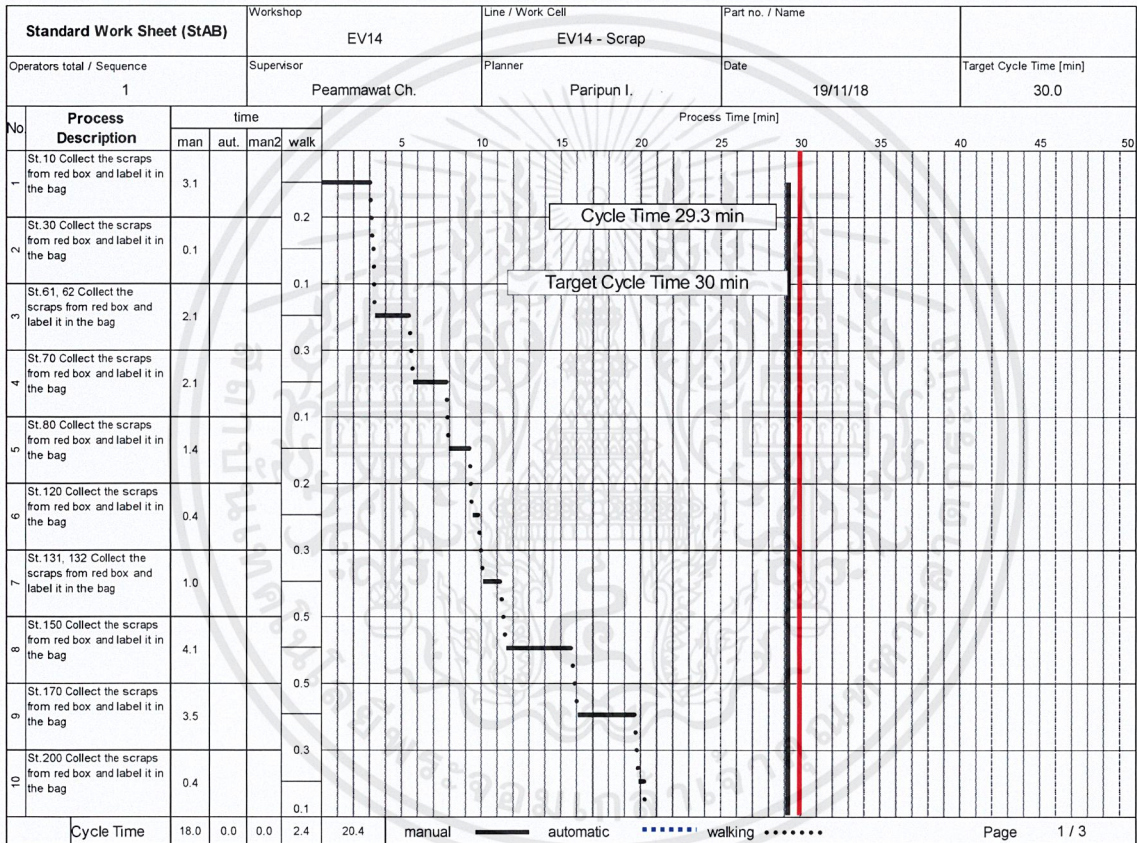 Standard Work Sheet (StAB)
Workshop
EV14
Line / Work Cell
EV14 - Scrap
Part no. / Name
Operators total / Sequence
1
Supervisor
Peammawat Ch.
Planner
Paripun I.
Date
19/11/18
Target Cycle Time [min]
30.0
No.
Process
Description
time
man aut. man2 walk
Process Time [min]
5 10 15 20 25 30 35 40 45 50
1
St.10 Collect the scraps
from red box and label it in
the bag
3.1
0.2
Cycle Time 29.3 min
2
St.30 Collect the scraps
from red box and label it in
the bag
0.1
0.1
Target Cycle Time 30 min
3
St.61, 62 Collect the
scraps from red box and
label it in the bag
2.1
0.3
4
St.70 Collect the scraps
from red box and label it in
the bag
2.1
0.1
5
St.80 Collect the scraps
from red box and label it in
the bag
1.4
0.2
6
St.120 Collect the scraps
from red box and label it in
the bag
0.4
0.3
7
St.131, 132 Collect the
scraps from red box and
label it in the bag
1.0
0.5
8
St.150 Collect the scraps
from red box and label it in
the bag
4.1
0.5
9
St.170 Collect the scraps
from red box and label it in
the bag
3.5
0.3
10
St.200 Collect the scraps
from red box and label it in
the bag
0.4
0.1
Cycle Time 18.0 0.0 0.0 2.4 20.4 manual automatic walking Page 1 / 3